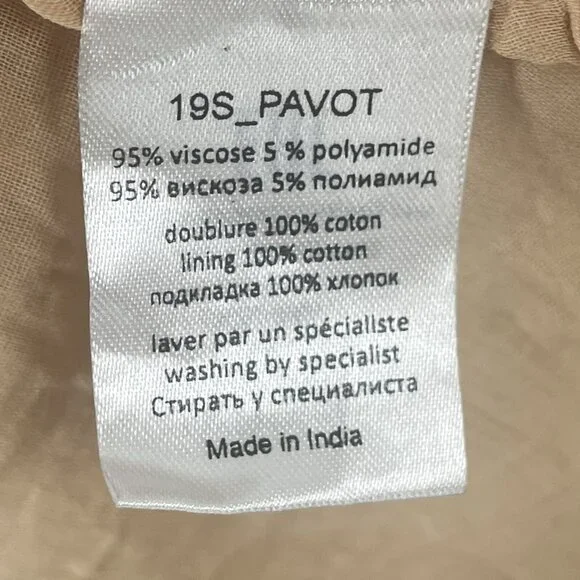 19S_PAVOT
95% viscose 5 % polyamide
95% вискоза 5% полиамид
doublure 100% coton
lining 100% cotton
подкладка 100% хлопок
laver par un spécialiste
washing by specialist
Стирать у специалиста
Made in India